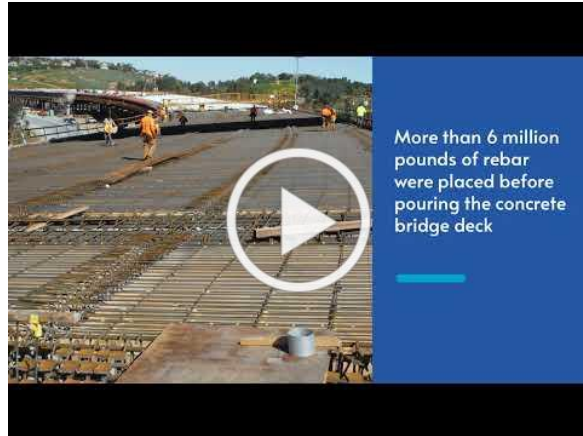 More than 6 million
pounds of rebar
were placed before
pouring the concrete
bridge deck